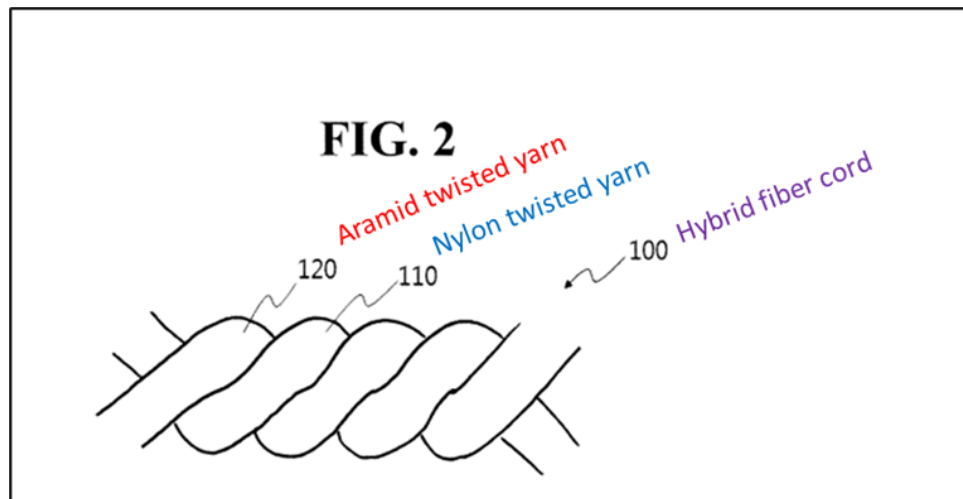 FIG. 2
Aramid twisted yarn
Nylon twisted yarn
Hybrid fiber cord
120
110
100